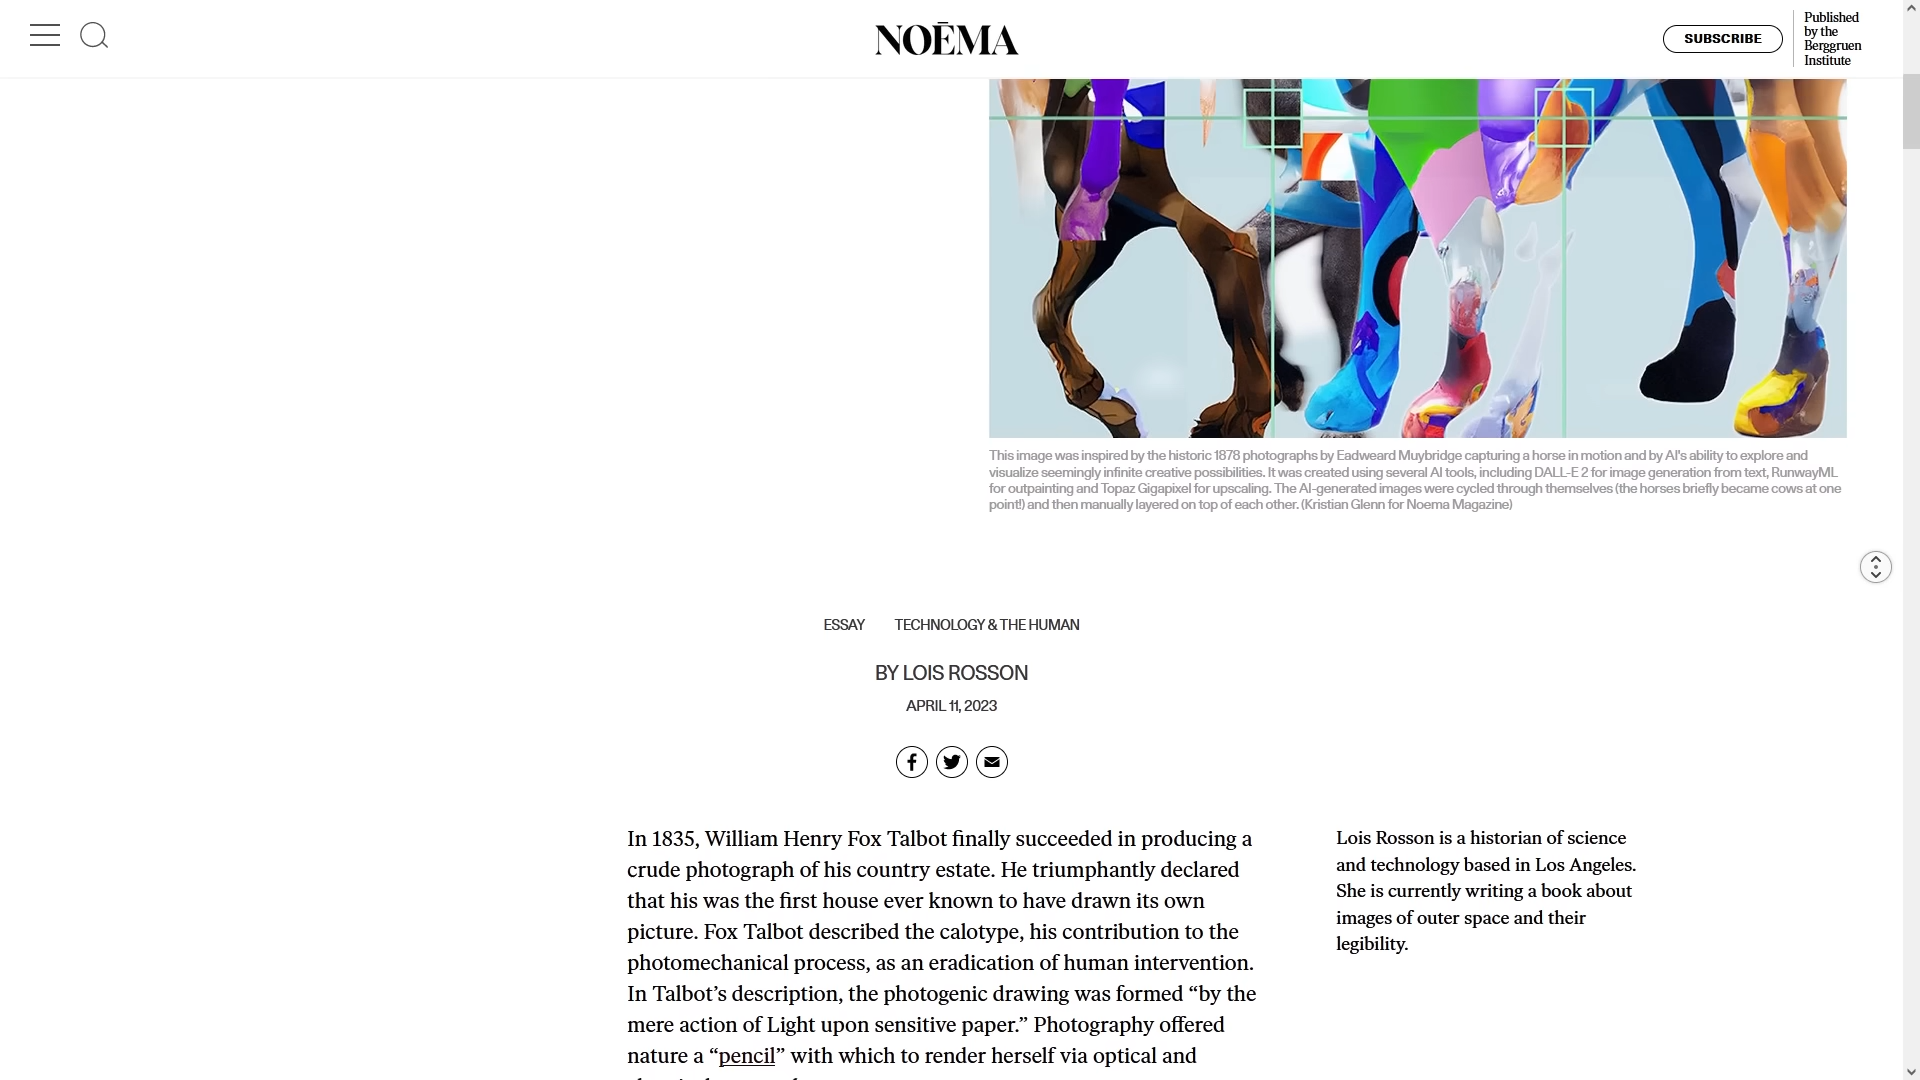 NOĒMA
SUBSCRIBE
Published
by the
Berggruen
Institute
This image was inspired by the historic 1878 photographs by Eadweard Muybridge capturing a horse in motion and by AI's ability to explore and
visualize seemingly infinite creative possibilities. It was created using several AI tools, including DALL-E 2 for image generation from text, RunwayML
for outpainting and Topaz Gigapixel for upscaling. The AI-generated images were cycled through themselves (the horses briefly became cows at one
point!) and then manually layered on top of each other. (Kristian Glenn for Noema Magazine)
ESSAY TECHNOLOGY & THE HUMAN
BY LOIS ROSSON
APRIL 11, 2023
In 1835, William Henry Fox Talbot finally succeeded in producing a
crude photograph of his country estate. He triumphantly declared
that his was the first house ever known to have drawn its own
picture. Fox Talbot described the calotype, his contribution to the
photomechanical process, as an eradication of human intervention.
In Talbot’s description, the photogenic drawing was formed “by the
mere action of Light upon sensitive paper.” Photography offered
nature a “pencil” with which to render herself via optical and
Lois Rosson is a historian of science
and technology based in Los Angeles.
She is currently writing a book about
images of outer space and their
legibility.